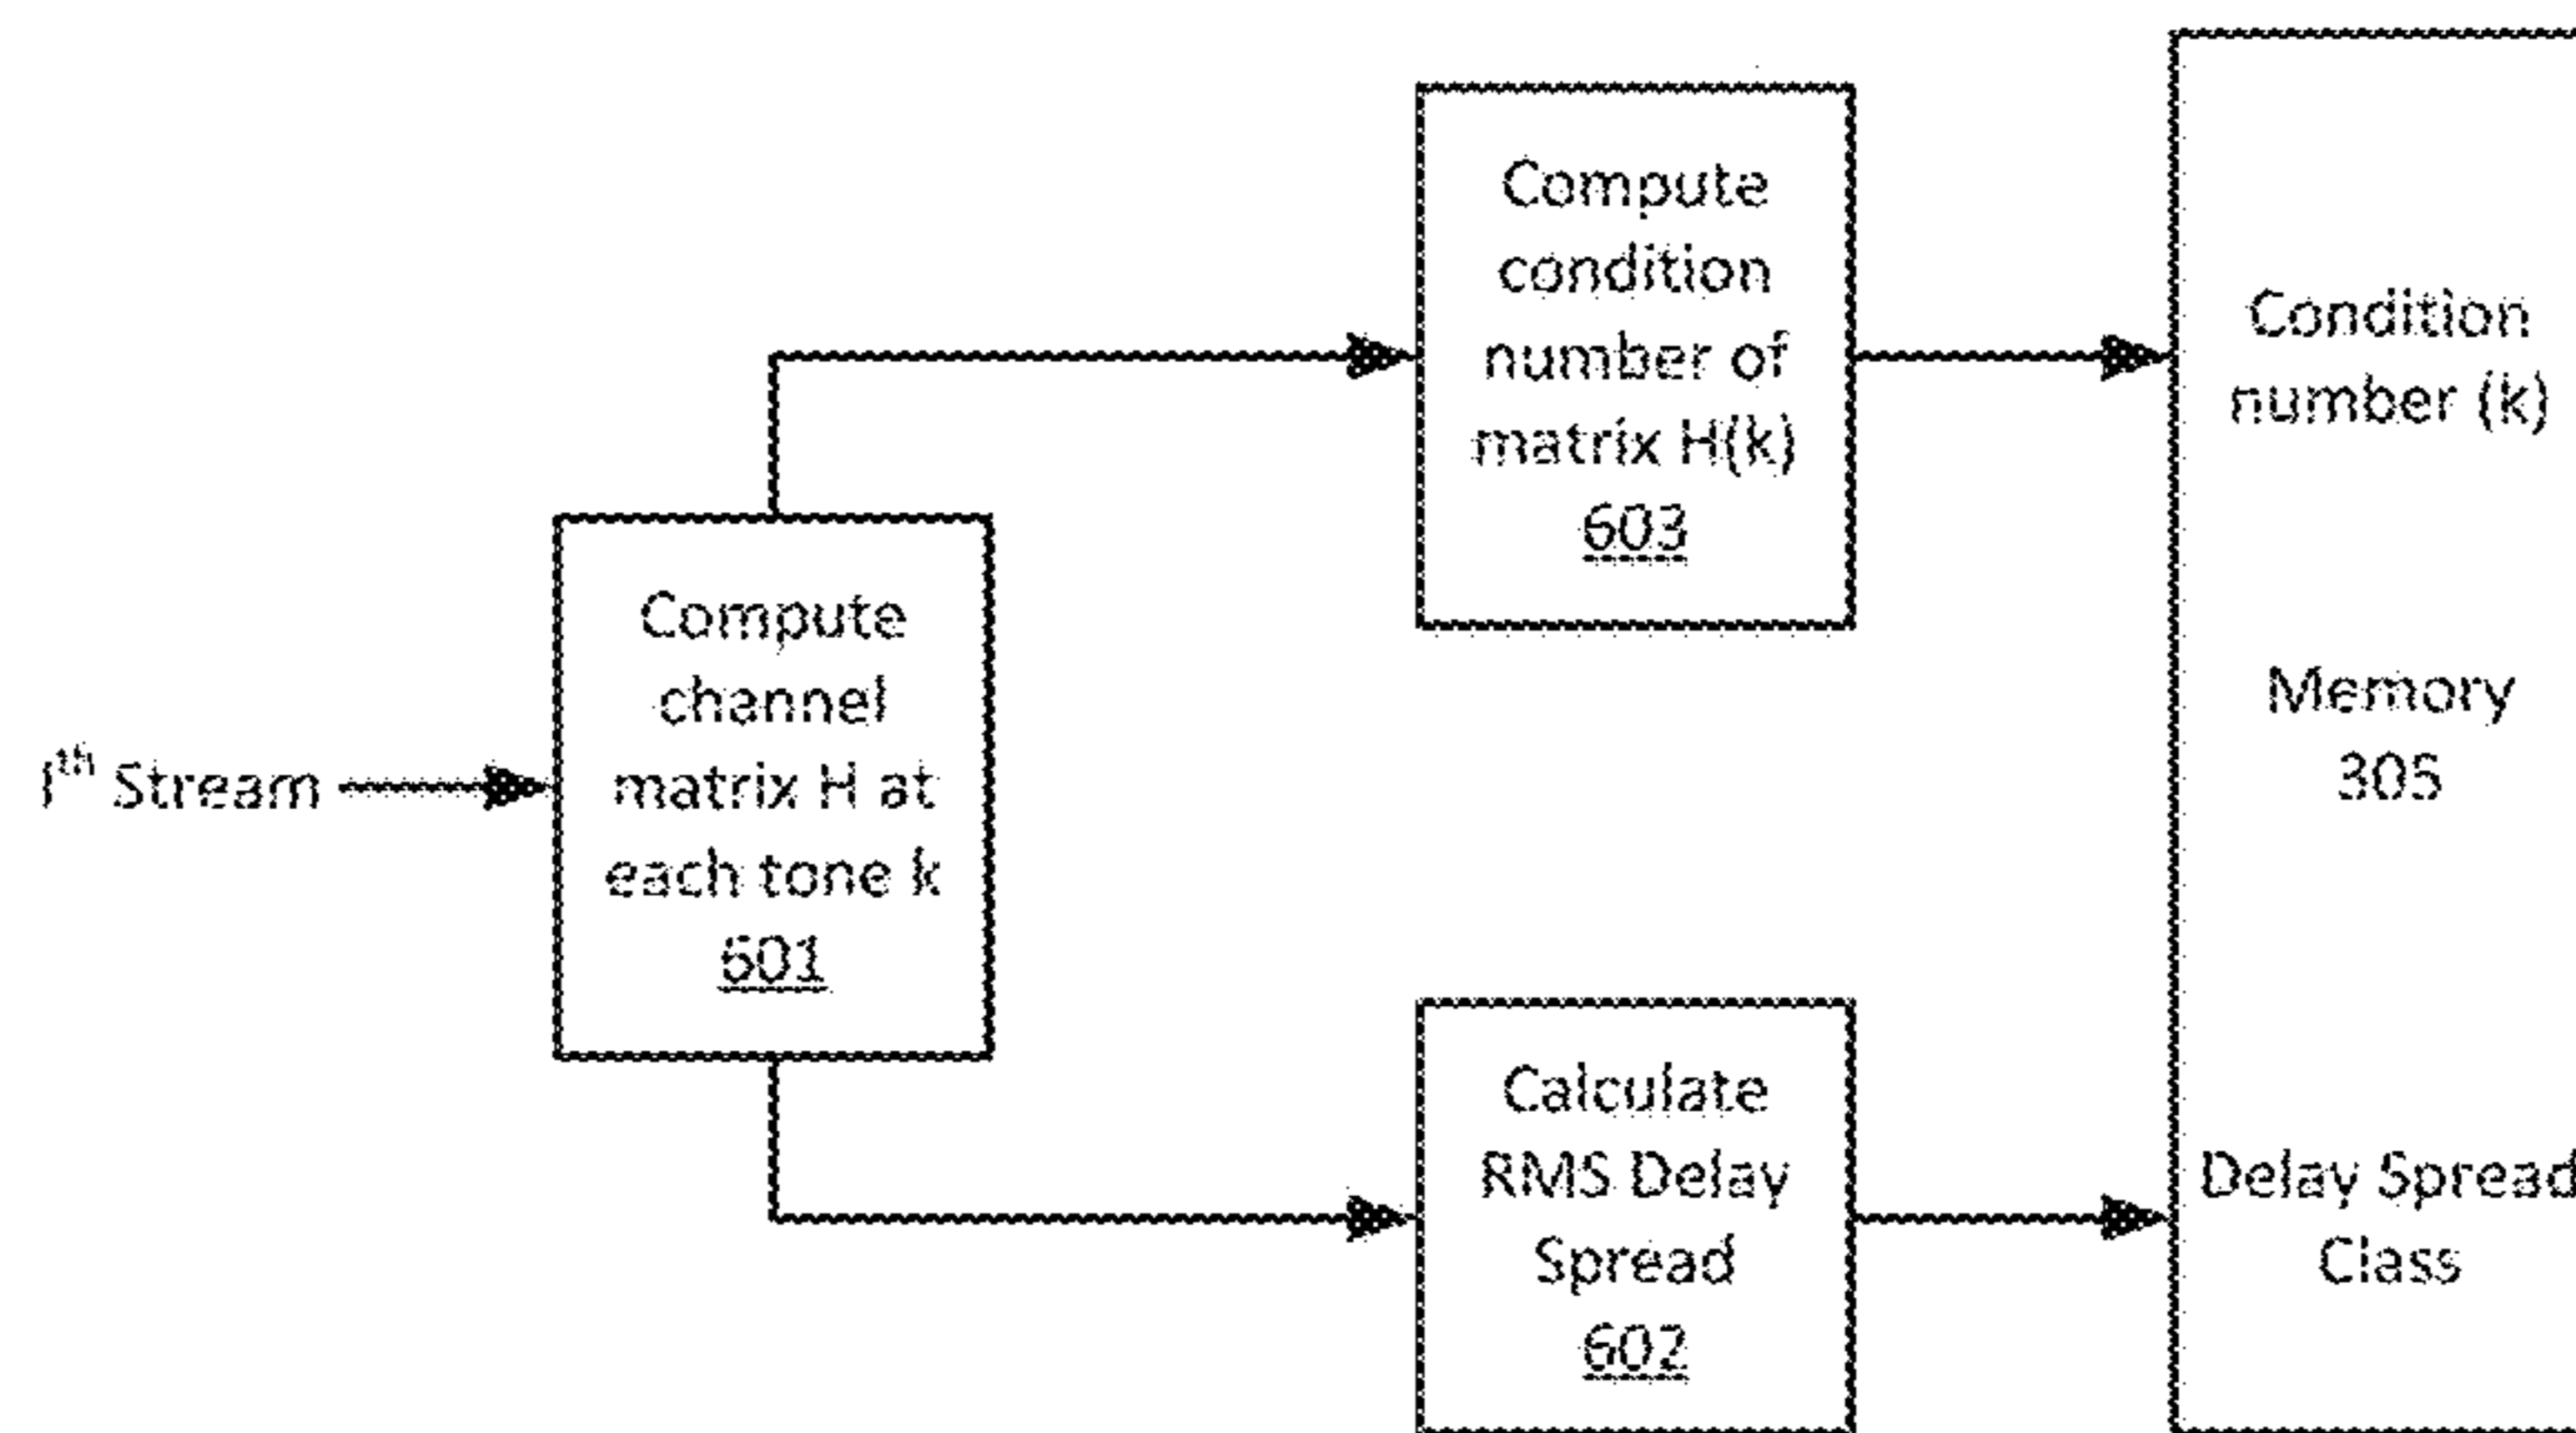 Compute
condition
number of
matrix H(k)
603
Condition
number (k)
Compute
channel
matrix H at
each tone k
601
Iᵗʰ Stream
Memory
305
Calculate
RMS Delay
Spread
602
Delay Spread
Class